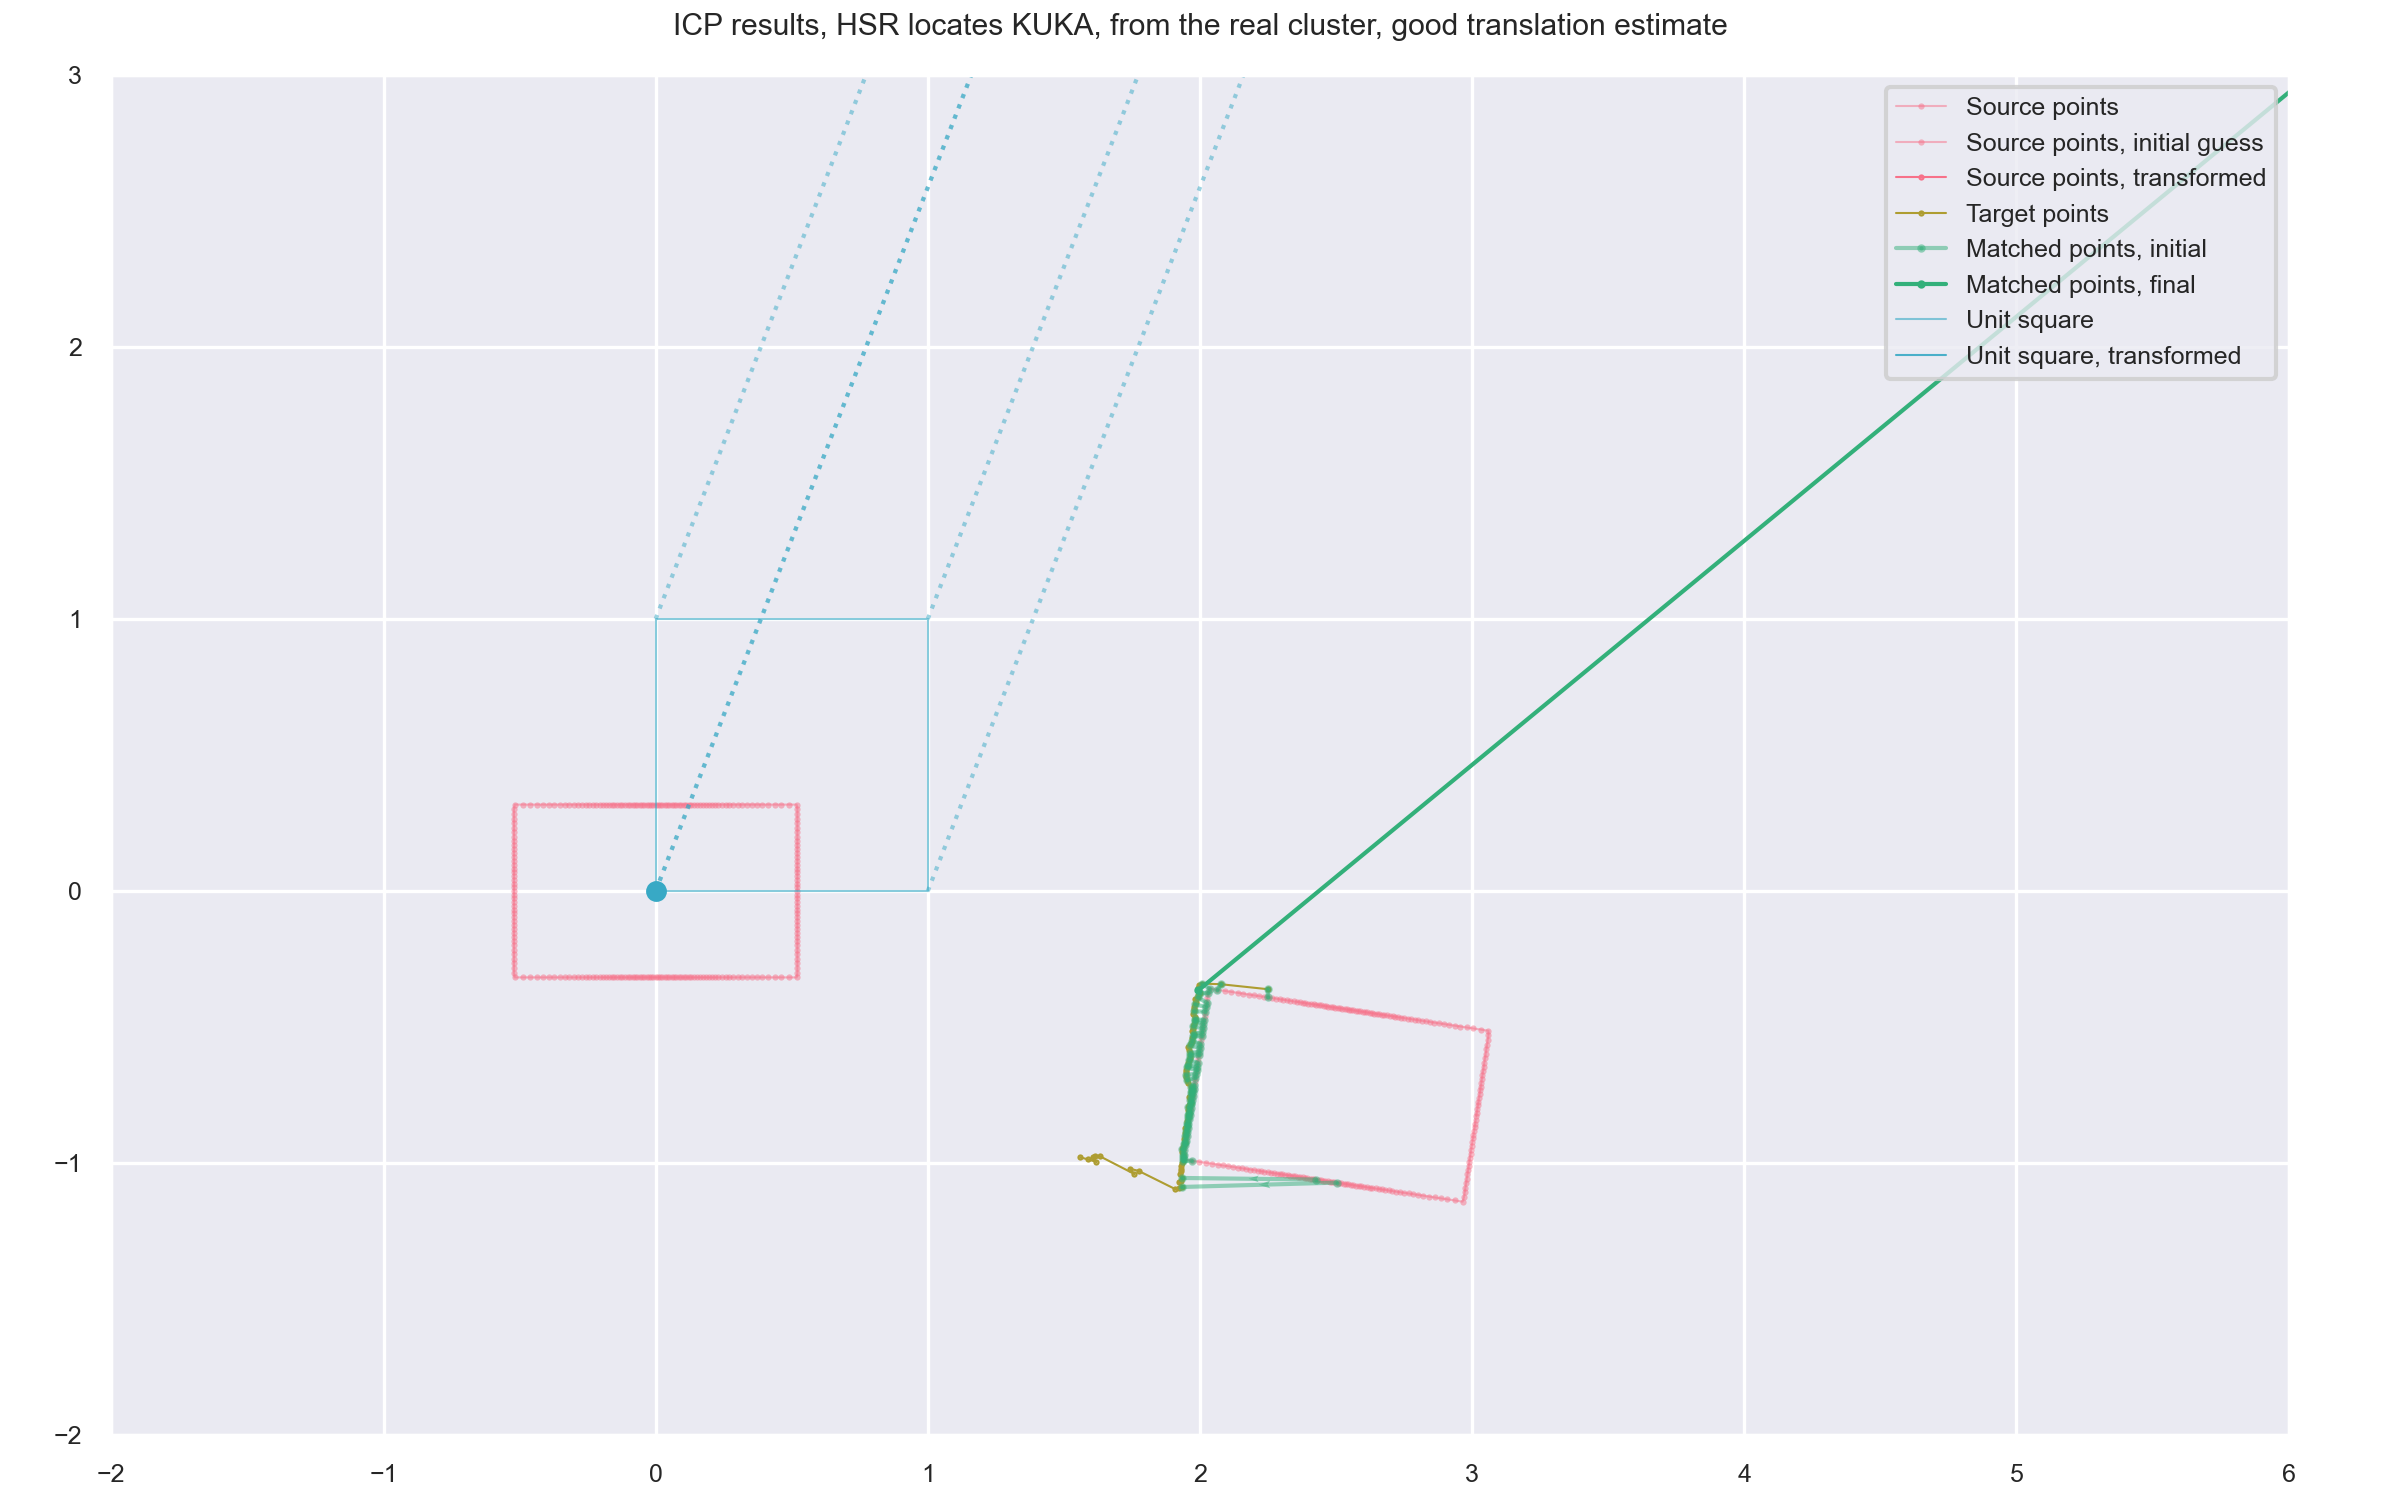 ICP results, HSR locates KUKA, from the real cluster, good translation estimate
3
2
1
0
−1
−2
−2
−1
0
1
2
3
4
5
6
Source points
Source points, initial guess
Source points, transformed
Target points
Matched points, initial
Matched points, final
Unit square
Unit square, transformed